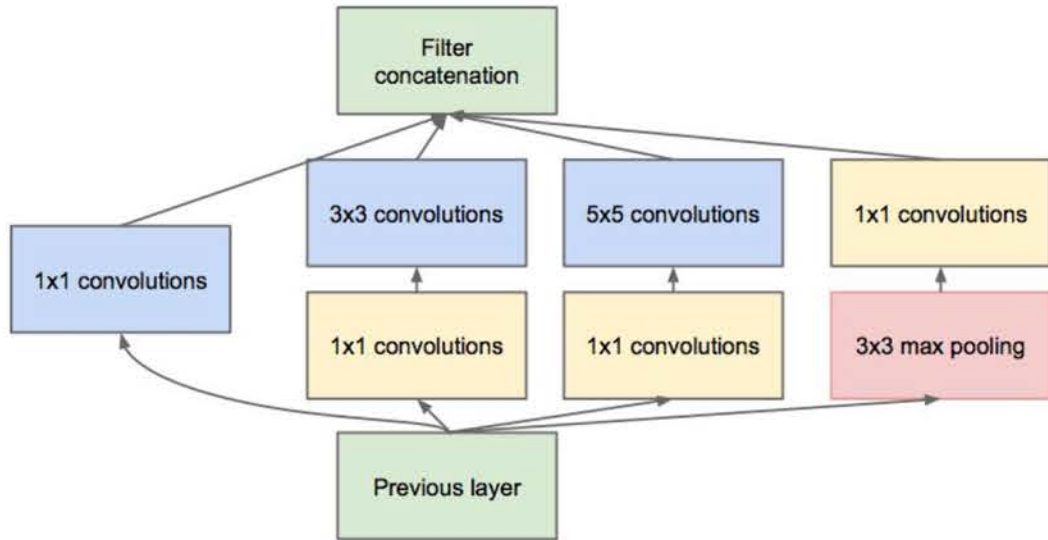 Filter
concatenation
3x3 convolutions
5x5 convolutions
1x1 convolutions
1x1 convolutions
1x1 convolutions
1x1 convolutions
3x3 max pooling
Previous layer